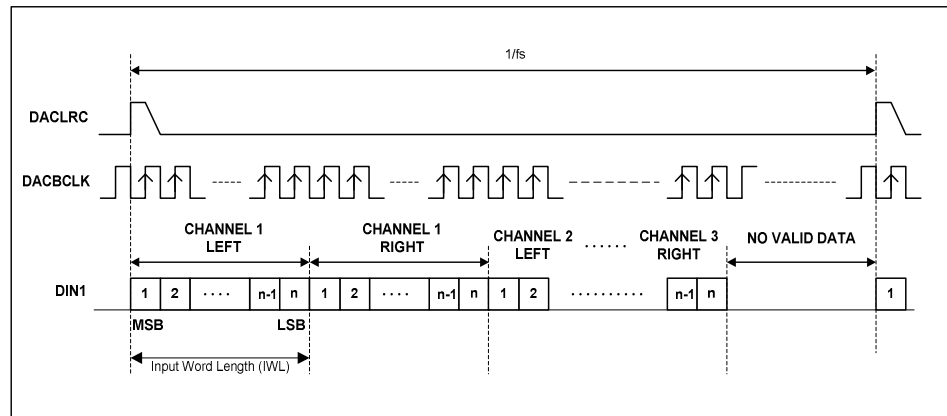 1/fs
DACLRC
DACBCLK
CHANNEL 1 LEFT
CHANNEL 1 RIGHT
CHANNEL 2 LEFT
......
CHANNEL 3 RIGHT
NO VALID DATA
DIN1
1 2 .... n-1 n 1 2 .... n-1 n 1 2 .......... n-1 n 1
MSB LSB
Input Word Length (IWL)